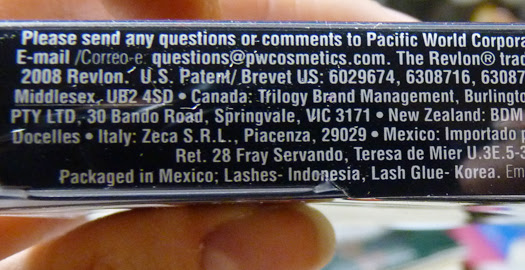 Please send any questions or comments to Pacific World Corpora
E-mail /Correo-e: questions@pwcosmetics.com. The Revlon® trad
2008 Revlon. U.S. Patent/ Brevet US: 6029674, 6308716, 6308
Middlesex, UB2 4SD • Canada: Trilogy Brand Management, Burlingto
PTY LTD, 30 Bando Road, Springvale, VIC 3171 • New Zealand: BDM
Docelles • Italy: Zeca S.R.L., Piacenza, 29029 • Mexico: Importado p
Ret. 28 Fray Servando, Teresa de Mier U.3E.5-3
Packaged in Mexico; Lashes- Indonesia, Lash Glue- Korea. Em